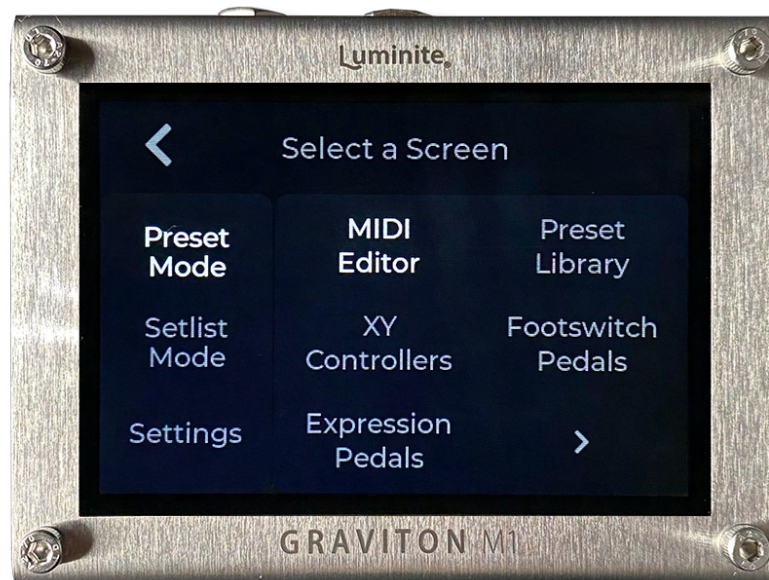 Luminite
Select a Screen
Preset
Mode
MIDI
Editor
Preset
Library
Setlist
Mode
XY
Controllers
Footswitch
Pedals
Settings
Expression
Pedals
GRAVITON M1